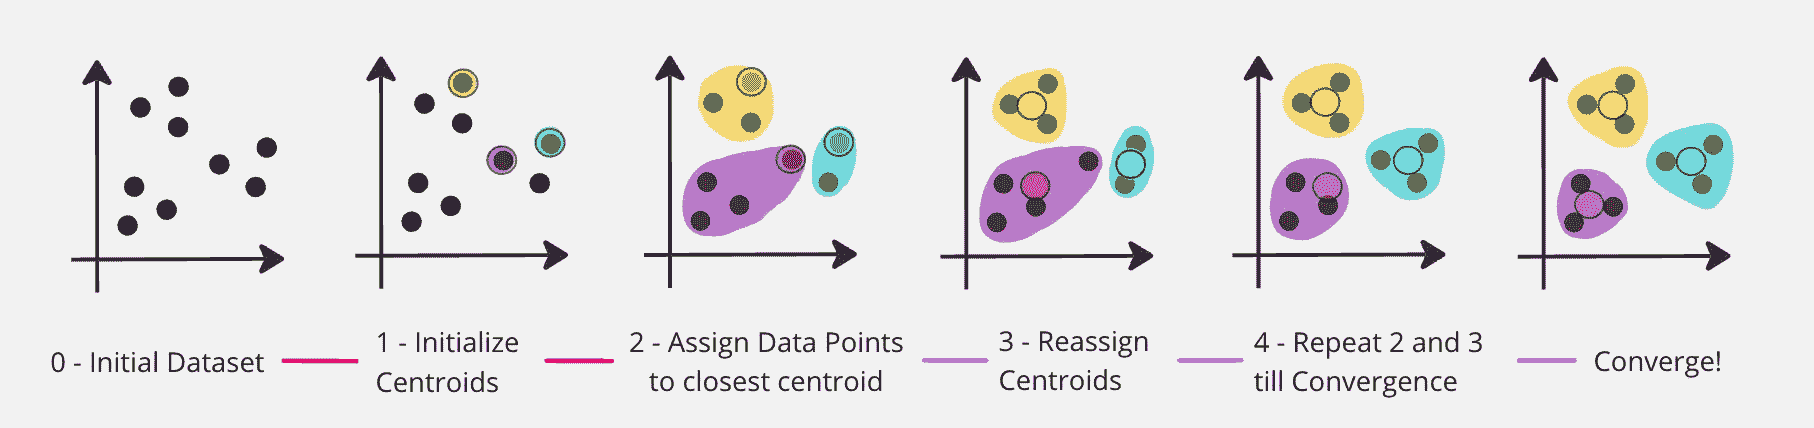 0 - Initial Dataset
1 - Initialize
Centroids
2 - Assign Data Points
to closest centroid
3 - Reassign
Centroids
4 - Repeat 2 and 3
till Convergence
Converge!